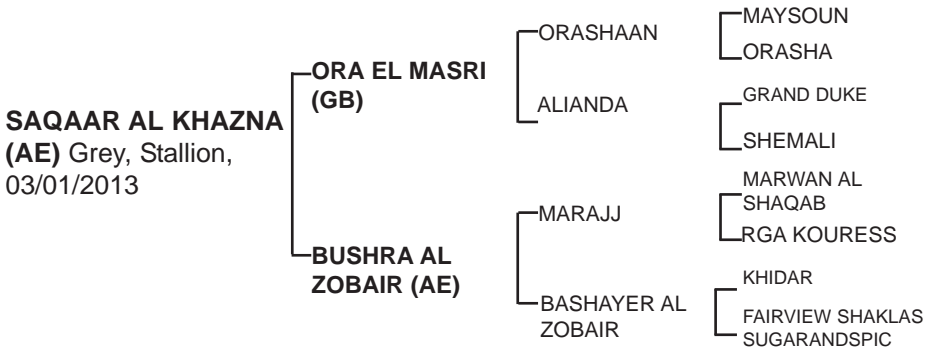 SAQAAR AL KHAZNA
(AE) Grey, Stallion,
03/01/2013
ORA EL MASRI
(GB)
BUSHRA AL
ZOBAIR (AE)
ORASHAAN
ALIANDA
MARAJJ
BASHAYER AL
ZOBAIR
MAYSOUN
ORASHA
GRAND DUKE
SHEMALI
MARWAN AL
SHAQAB
RGA KOURESS
KHIDAR
FAIRVIEW SHAKLAS
SUGARANDSPIC